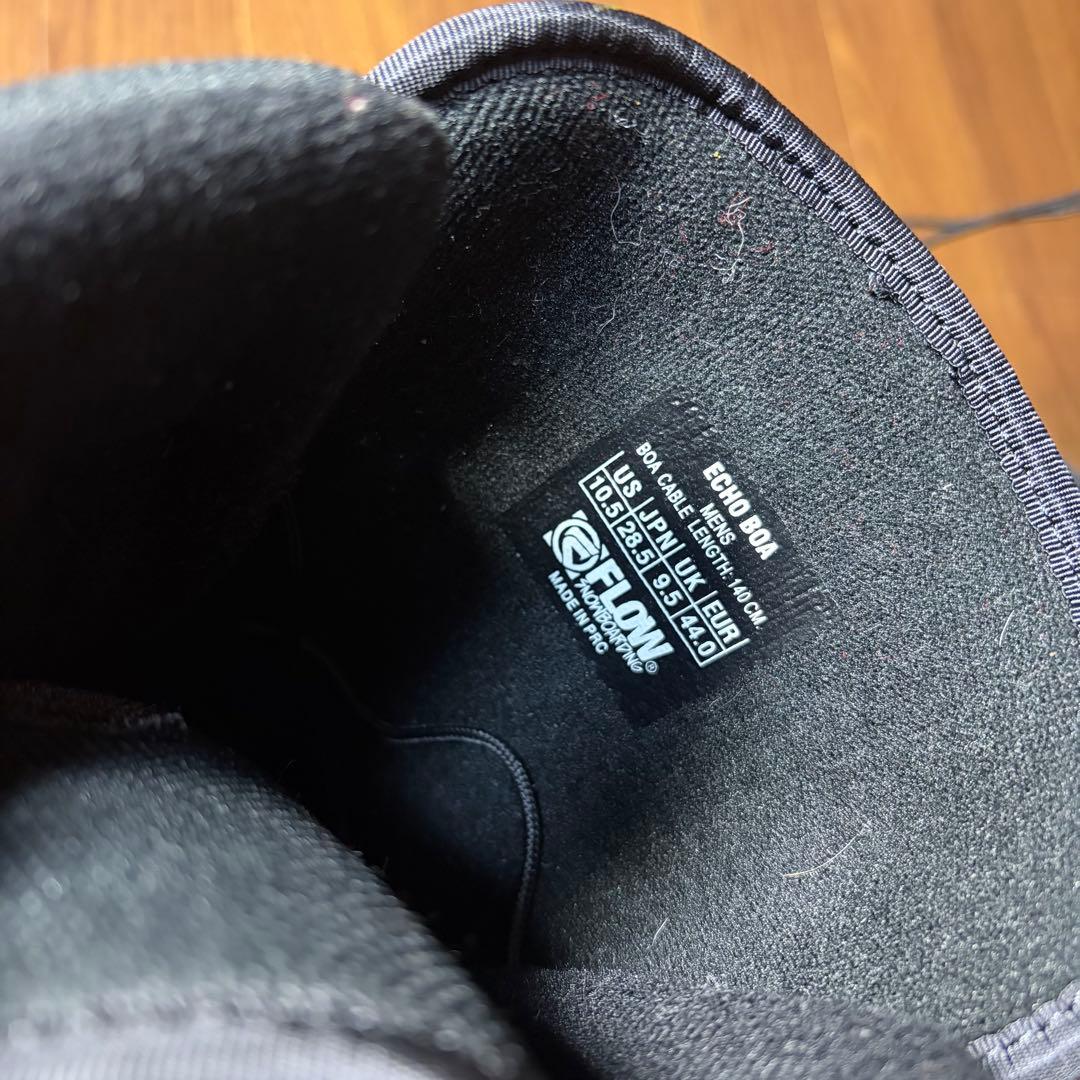 ECHO BOA
MENS
BOA CABLE LENGTH: 140 CM.
US JPN UK EUR
10.5 28.5 9.5 44.0
FLOW®
SNOWBOARDING
MADE IN PRC